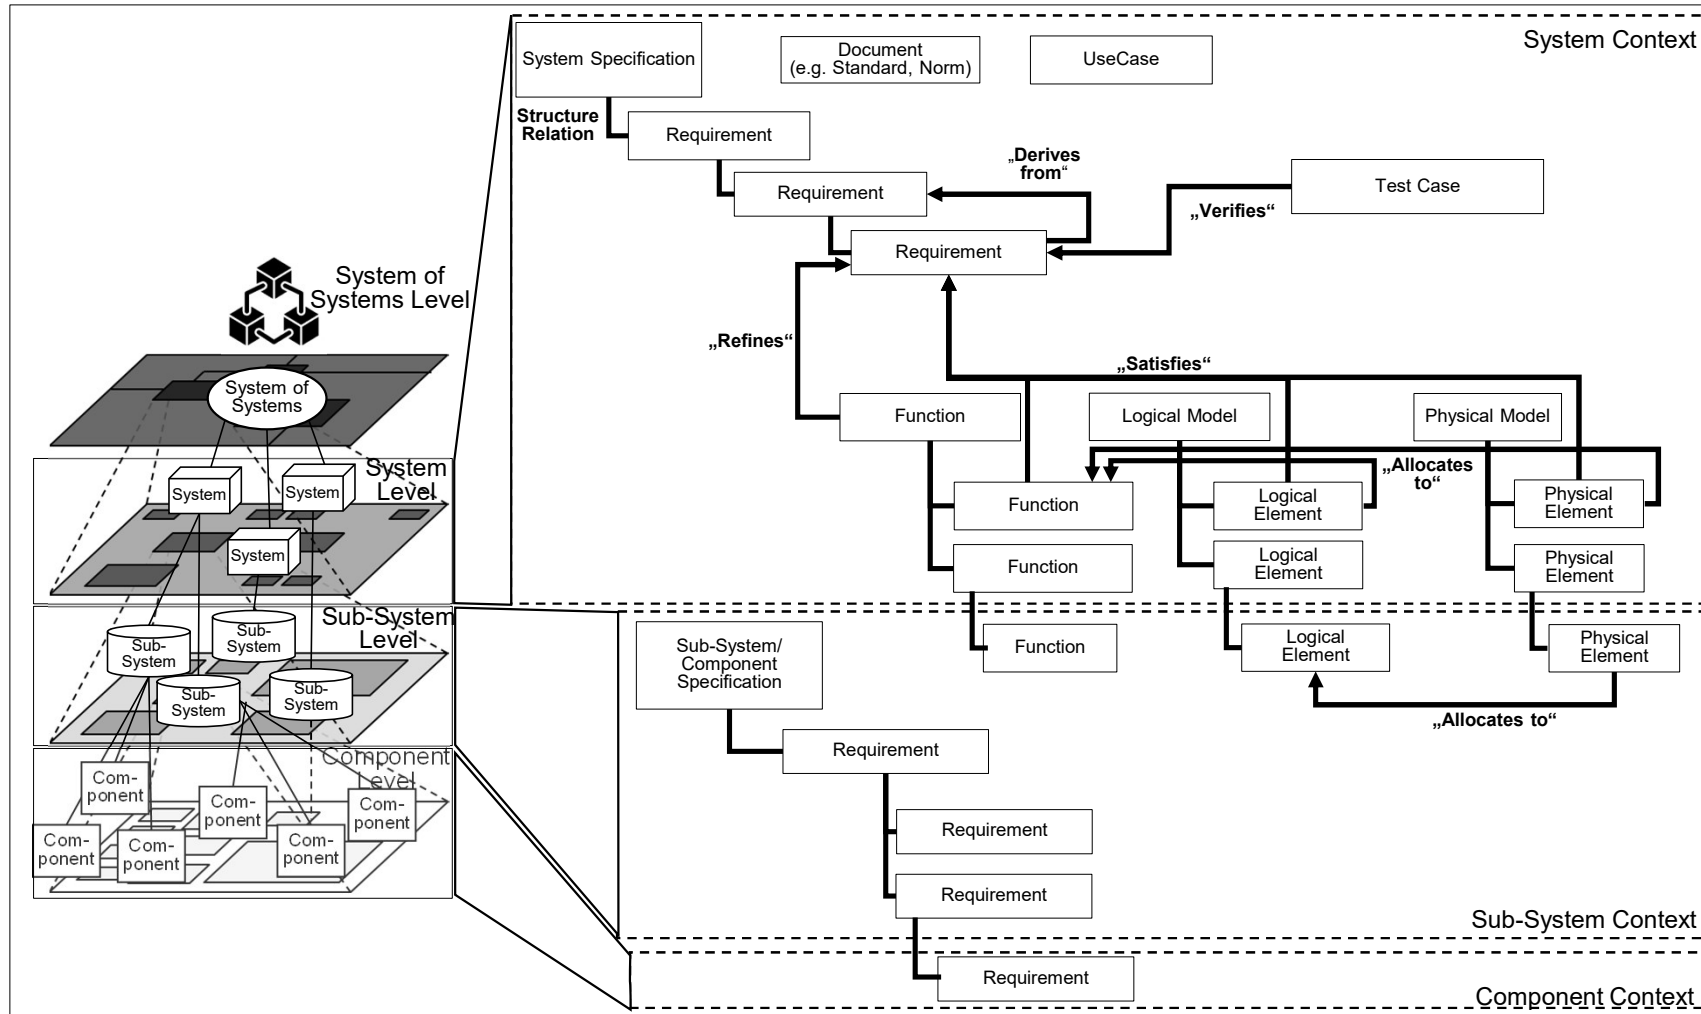 System Context
System Specification
Document
(e.g. Standard, Norm)
UseCase
Structure
Relation
Requirement
„Derives
from“
Requirement
Test Case
„Verifies“
Requirement
„Refines“
„Satisfies“
Function
Logical Model
Physical Model
„Allocates
to“
Function
Logical
Element
Physical
Element
Function
Logical
Element
Physical
Element
System of
Systems Level
System of
Systems
System
Level
System
System
System
Sub-System
Level
Sub-
System
Sub-
System
Sub-
System
Sub-
System
Component
Level
Com-
ponent
Com-
ponent
Com-
ponent
Com-
ponent
Com-
ponent
Com-
ponent
Sub-System/
Component
Specification
Function
Logical
Element
Physical
Element
„Allocates to“
Requirement
Requirement
Requirement
Sub-System Context
Requirement
Component Context